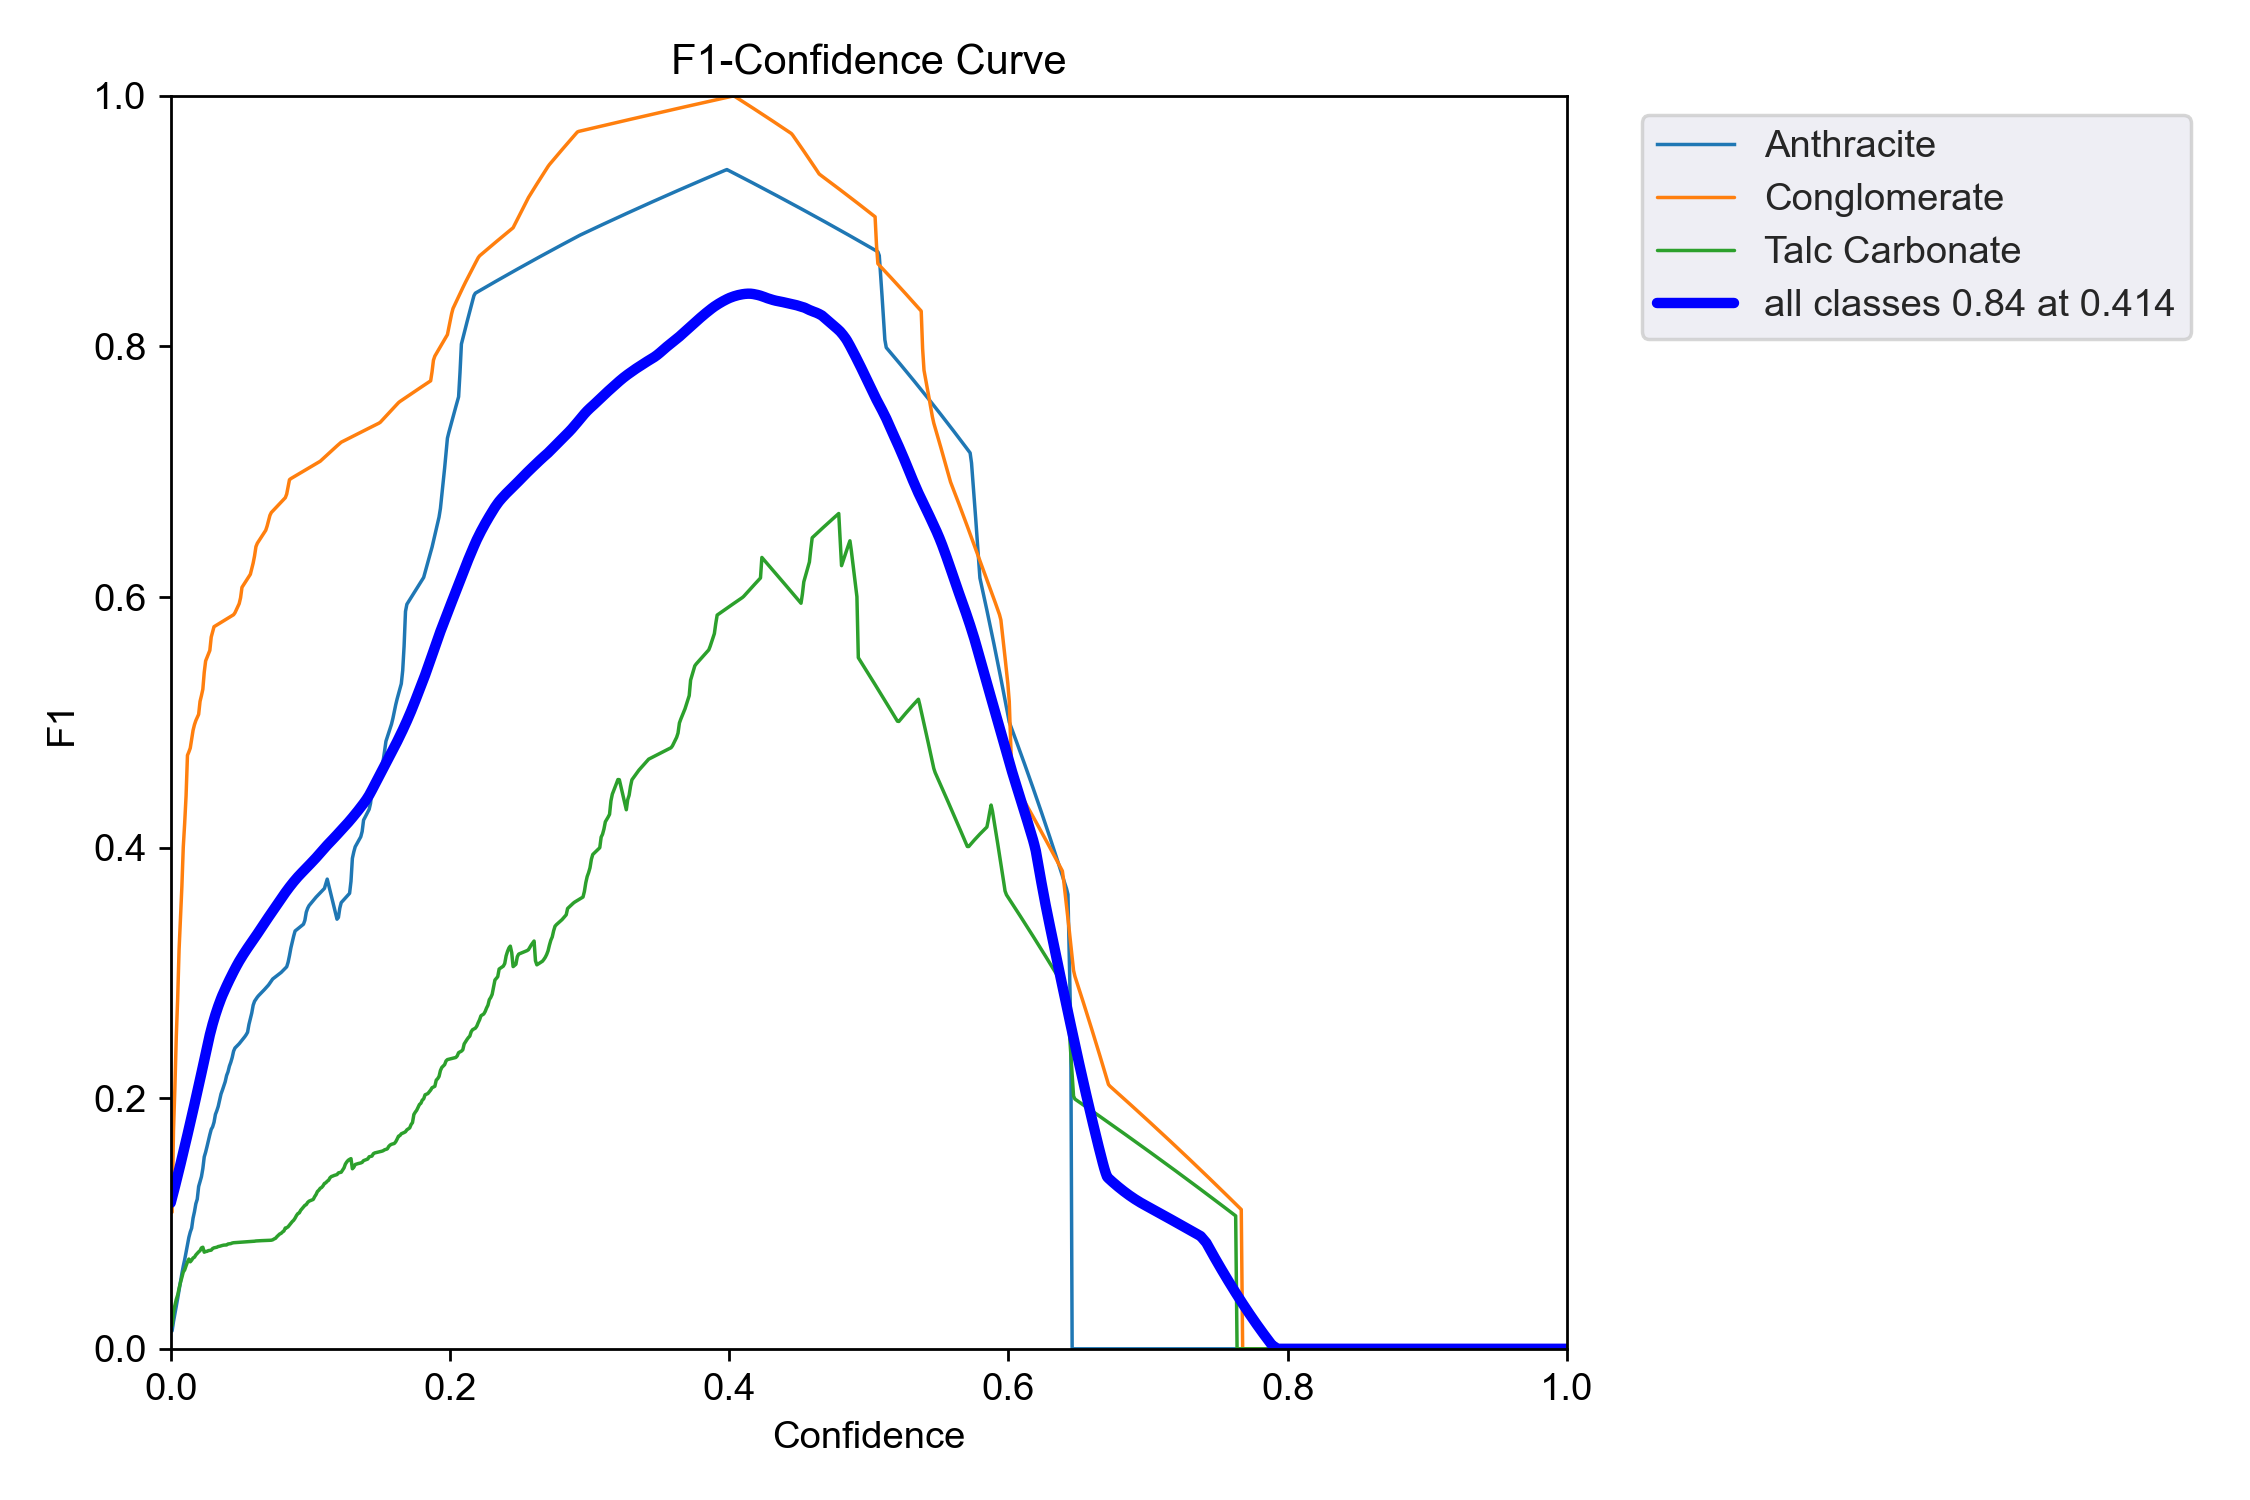 F1-Confidence Curve
1.0
0.8
0.6
0.4
0.2
0.0
F1
0.0 0.2 0.4 0.6 0.8 1.0
Confidence
Anthracite
Conglomerate
Talc Carbonate
all classes 0.84 at 0.414